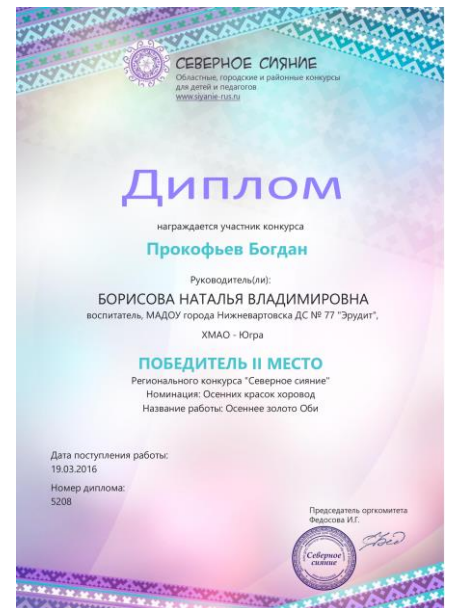 СЕВЕРНОЕ СИЯНИЕ
Областные, городские и районные конкурсы
для детей и педагогов
www.siyanie-rus.ru
Диплом
награждается участник конкурса
Прокофьев Богдан
Руководитель(ли):
БОРИСОВА НАТАЛЬЯ ВЛАДИМИРОВНА
воспитатель, МАДОУ города Нижневартовска ДС № 77 "Эрудит",
ХМАО - Югра
ПОБЕДИТЕЛЬ II МЕСТО
Регионального конкурса "Северное сияние"
Номинация: Осенних красок хоровод
Название работы: Осеннее золото Оби
Дата поступления работы:
19.03.2016
Номер диплома:
5208
Председатель оргкомитета
Федосова И.Г.
Северное
сияние